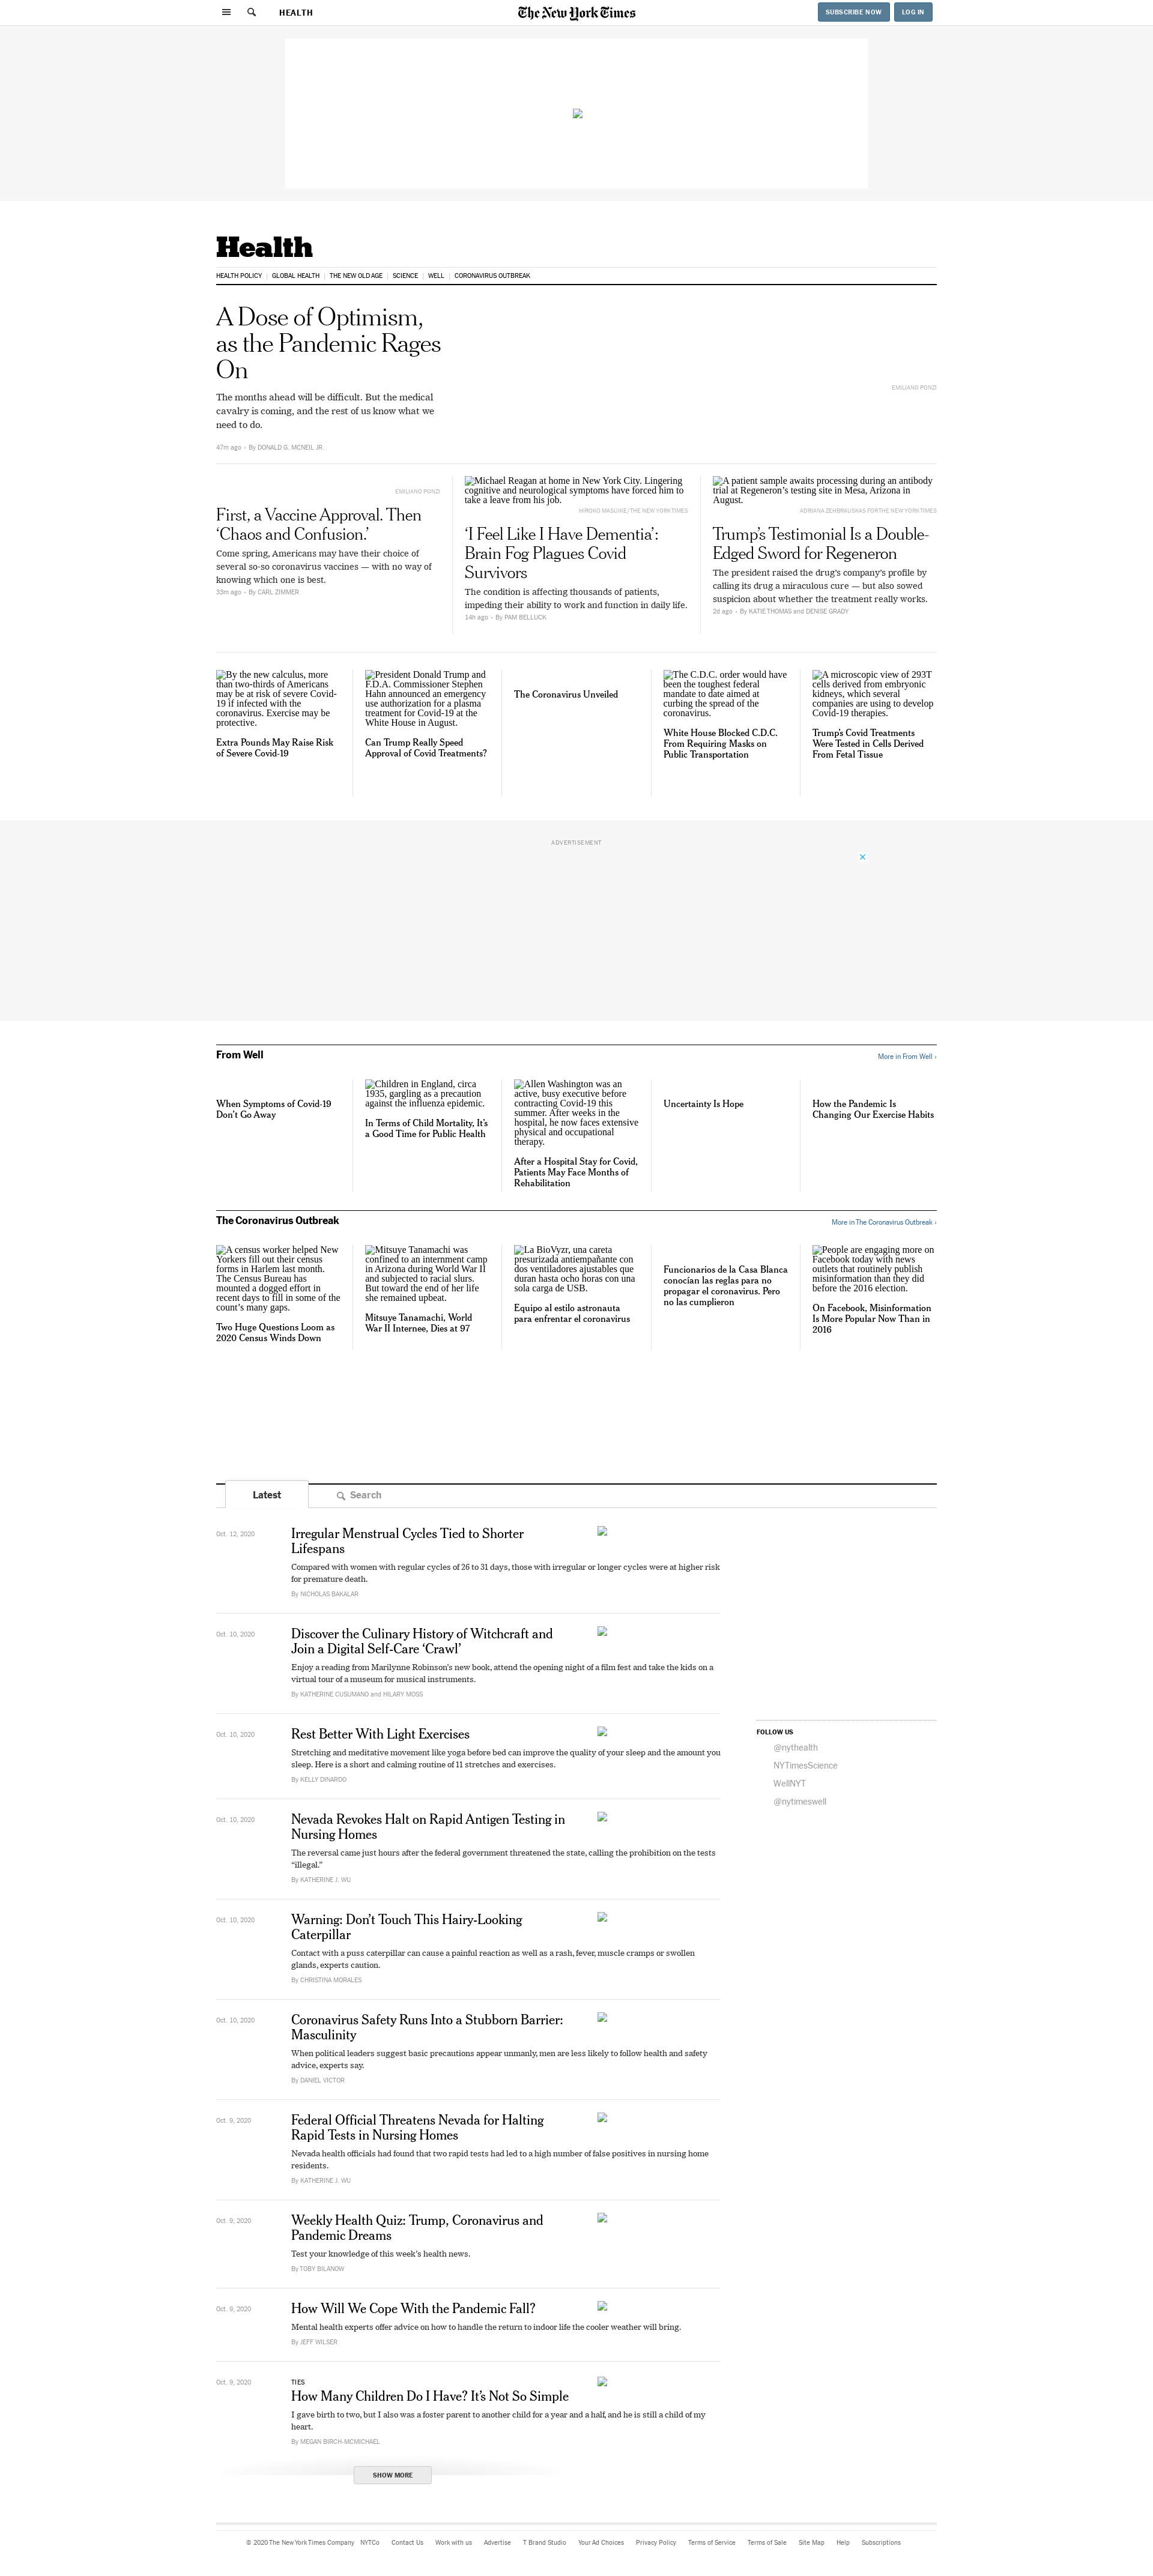 HEALTH
The New York Times
SUBSCRIBE NOW
LOG IN
Health
HEALTH POLICY
GLOBAL HEALTH
THE NEW OLD AGE
SCIENCE
WELL
CORONAVIRUS OUTBREAK
A Dose of Optimism,
as the Pandemic Rages
On
The months ahead will be difficult. But the medical
cavalry is coming, and the rest of us know what we
need to do.
47m ago • By DONALD G. MCNEIL JR.
EMILIANO PONZI
EMILIANO PONZI
First, a Vaccine Approval. Then
‘Chaos and Confusion.’
Come spring, Americans may have their choice of
several so-so coronavirus vaccines — with no way of
knowing which one is best.
33m ago • By CARL ZIMMER
Michael Reagan at home in New York City. Lingering
cognitive and neurological symptoms have forced him to
take a leave from his job.
HIROKO MASUIKE/THE NEW YORK TIMES
‘I Feel Like I Have Dementia’:
Brain Fog Plagues Covid
Survivors
The condition is affecting thousands of patients,
impeding their ability to work and function in daily life.
14h ago • By PAM BELLUCK
A patient sample awaits processing during an antibody
trial at Regeneron’s testing site in Mesa, Arizona in
August.
ADRIANA ZEHBRAUSKAS FOR THE NEW YORK TIMES
Trump’s Testimonial Is a Double-
Edged Sword for Regeneron
The president raised the drug’s company’s profile by
calling its drug a miraculous cure — but also sowed
suspicion about whether the treatment really works.
2d ago • By KATIE THOMAS and DENISE GRADY
By the new calculus, more
than two-thirds of Americans
may be at risk of severe Covid-
19 if infected with the
coronavirus. Exercise may be
protective.
Extra Pounds May Raise Risk
of Severe Covid-19
President Donald Trump and
F.D.A. Commissioner Stephen
Hahn announced an emergency
use authorization for a plasma
treatment for Covid-19 at the
White House in August.
Can Trump Really Speed
Approval of Covid Treatments?
The Coronavirus Unveiled
The C.D.C. order would have
been the toughest federal
mandate to date aimed at
curbing the spread of the
coronavirus.
White House Blocked C.D.C.
From Requiring Masks on
Public Transportation
A microscopic view of 293T
cells derived from embryonic
kidneys, which several
companies are using to develop
Covid-19 therapies.
Trump’s Covid Treatments
Were Tested in Cells Derived
From Fetal Tissue
ADVERTISEMENT
From Well
More in From Well ›
When Symptoms of Covid-19
Don’t Go Away
Children in England, circa
1935, gargling as a precaution
against the influenza epidemic.
In Terms of Child Mortality, It’s
a Good Time for Public Health
Allen Washington was an
active, busy executive before
contracting Covid-19 this
summer. After weeks in the
hospital, he now faces extensive
physical and occupational
therapy.
After a Hospital Stay for Covid,
Patients May Face Months of
Rehabilitation
Uncertainty Is Hope
How the Pandemic Is
Changing Our Exercise Habits
The Coronavirus Outbreak
More in The Coronavirus Outbreak ›
A census worker helped New
Yorkers fill out their census
forms in Harlem last month.
The Census Bureau has
mounted a dogged effort in
recent days to fill in some of the
count’s many gaps.
Two Huge Questions Loom as
2020 Census Winds Down
Mitsuye Tanamachi was
confined to an internment camp
in Arizona during World War II
and subjected to racial slurs.
But toward the end of her life
she remained upbeat.
Mitsuye Tanamachi, World
War II Internee, Dies at 97
La BioVyzr, una careta
presurizada antiempañante con
dos ventiladores ajustables que
duran hasta ocho horas con una
sola carga de USB.
Equipo al estilo astronauta
para enfrentar el coronavirus
Funcionarios de la Casa Blanca
conocían las reglas para no
propagar el coronavirus. Pero
no las cumplieron
People are engaging more on
Facebook today with news
outlets that routinely publish
misinformation than they did
before the 2016 election.
On Facebook, Misinformation
Is More Popular Now Than in
2016
Latest
Search
Oct. 12, 2020
Irregular Menstrual Cycles Tied to Shorter
Lifespans
Compared with women with regular cycles of 26 to 31 days, those with irregular or longer cycles were at higher risk
for premature death.
By NICHOLAS BAKALAR
Oct. 10, 2020
Discover the Culinary History of Witchcraft and
Join a Digital Self-Care ‘Crawl’
Enjoy a reading from Marilynne Robinson’s new book, attend the opening night of a film fest and take the kids on a
virtual tour of a museum for musical instruments.
By KATHERINE CUSUMANO and HILARY MOSS
Oct. 10, 2020
Rest Better With Light Exercises
Stretching and meditative movement like yoga before bed can improve the quality of your sleep and the amount you
sleep. Here is a short and calming routine of 11 stretches and exercises.
By KELLY DINARDO
FOLLOW US
@nythealth
NYTimesScience
WellNYT
@nytimeswell
Oct. 10, 2020
Nevada Revokes Halt on Rapid Antigen Testing in
Nursing Homes
The reversal came just hours after the federal government threatened the state, calling the prohibition on the tests
“illegal.”
By KATHERINE J. WU
Oct. 10, 2020
Warning: Don’t Touch This Hairy-Looking
Caterpillar
Contact with a puss caterpillar can cause a painful reaction as well as a rash, fever, muscle cramps or swollen
glands, experts caution.
By CHRISTINA MORALES
Oct. 10, 2020
Coronavirus Safety Runs Into a Stubborn Barrier:
Masculinity
When political leaders suggest basic precautions appear unmanly, men are less likely to follow health and safety
advice, experts say.
By DANIEL VICTOR
Oct. 9, 2020
Federal Official Threatens Nevada for Halting
Rapid Tests in Nursing Homes
Nevada health officials had found that two rapid tests had led to a high number of false positives in nursing home
residents.
By KATHERINE J. WU
Oct. 9, 2020
Weekly Health Quiz: Trump, Coronavirus and
Pandemic Dreams
Test your knowledge of this week’s health news.
By TOBY BILANOW
Oct. 9, 2020
How Will We Cope With the Pandemic Fall?
Mental health experts offer advice on how to handle the return to indoor life the cooler weather will bring.
By JEFF WILSER
Oct. 9, 2020
TIES
How Many Children Do I Have? It’s Not So Simple
I gave birth to two, but I also was a foster parent to another child for a year and a half, and he is still a child of my
heart.
By MEGAN BIRCH-MCMICHAEL
SHOW MORE
© 2020 The New York Times Company
NYTCo
Contact Us
Work with us
Advertise
T Brand Studio
Your Ad Choices
Privacy Policy
Terms of Service
Terms of Sale
Site Map
Help
Subscriptions